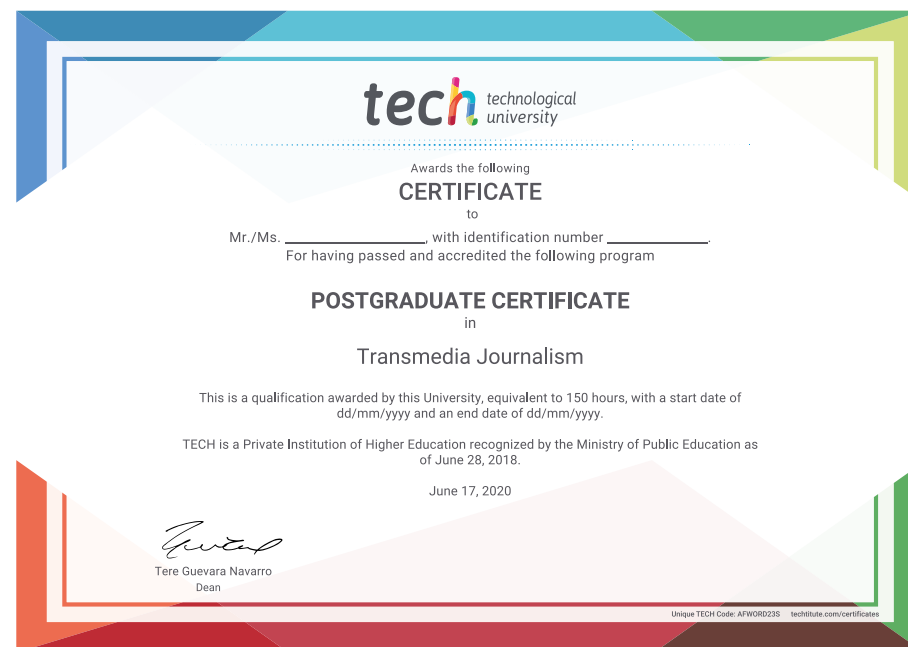 tech technological
university
Awards the following
CERTIFICATE
to
Mr./Ms. ____________________, with identification number ______________.
For having passed and accredited the following program
POSTGRADUATE CERTIFICATE
in
Transmedia Journalism
This is a qualification awarded by this University, equivalent to 150 hours, with a start date of
dd/mm/yyyy and an end date of dd/mm/yyyy.
TECH is a Private Institution of Higher Education recognized by the Ministry of Public Education as
of June 28, 2018.
June 17, 2020
Tere Guevara Navarro
Dean
Unique TECH Code: AFWORD23S techtitute.com/certificates